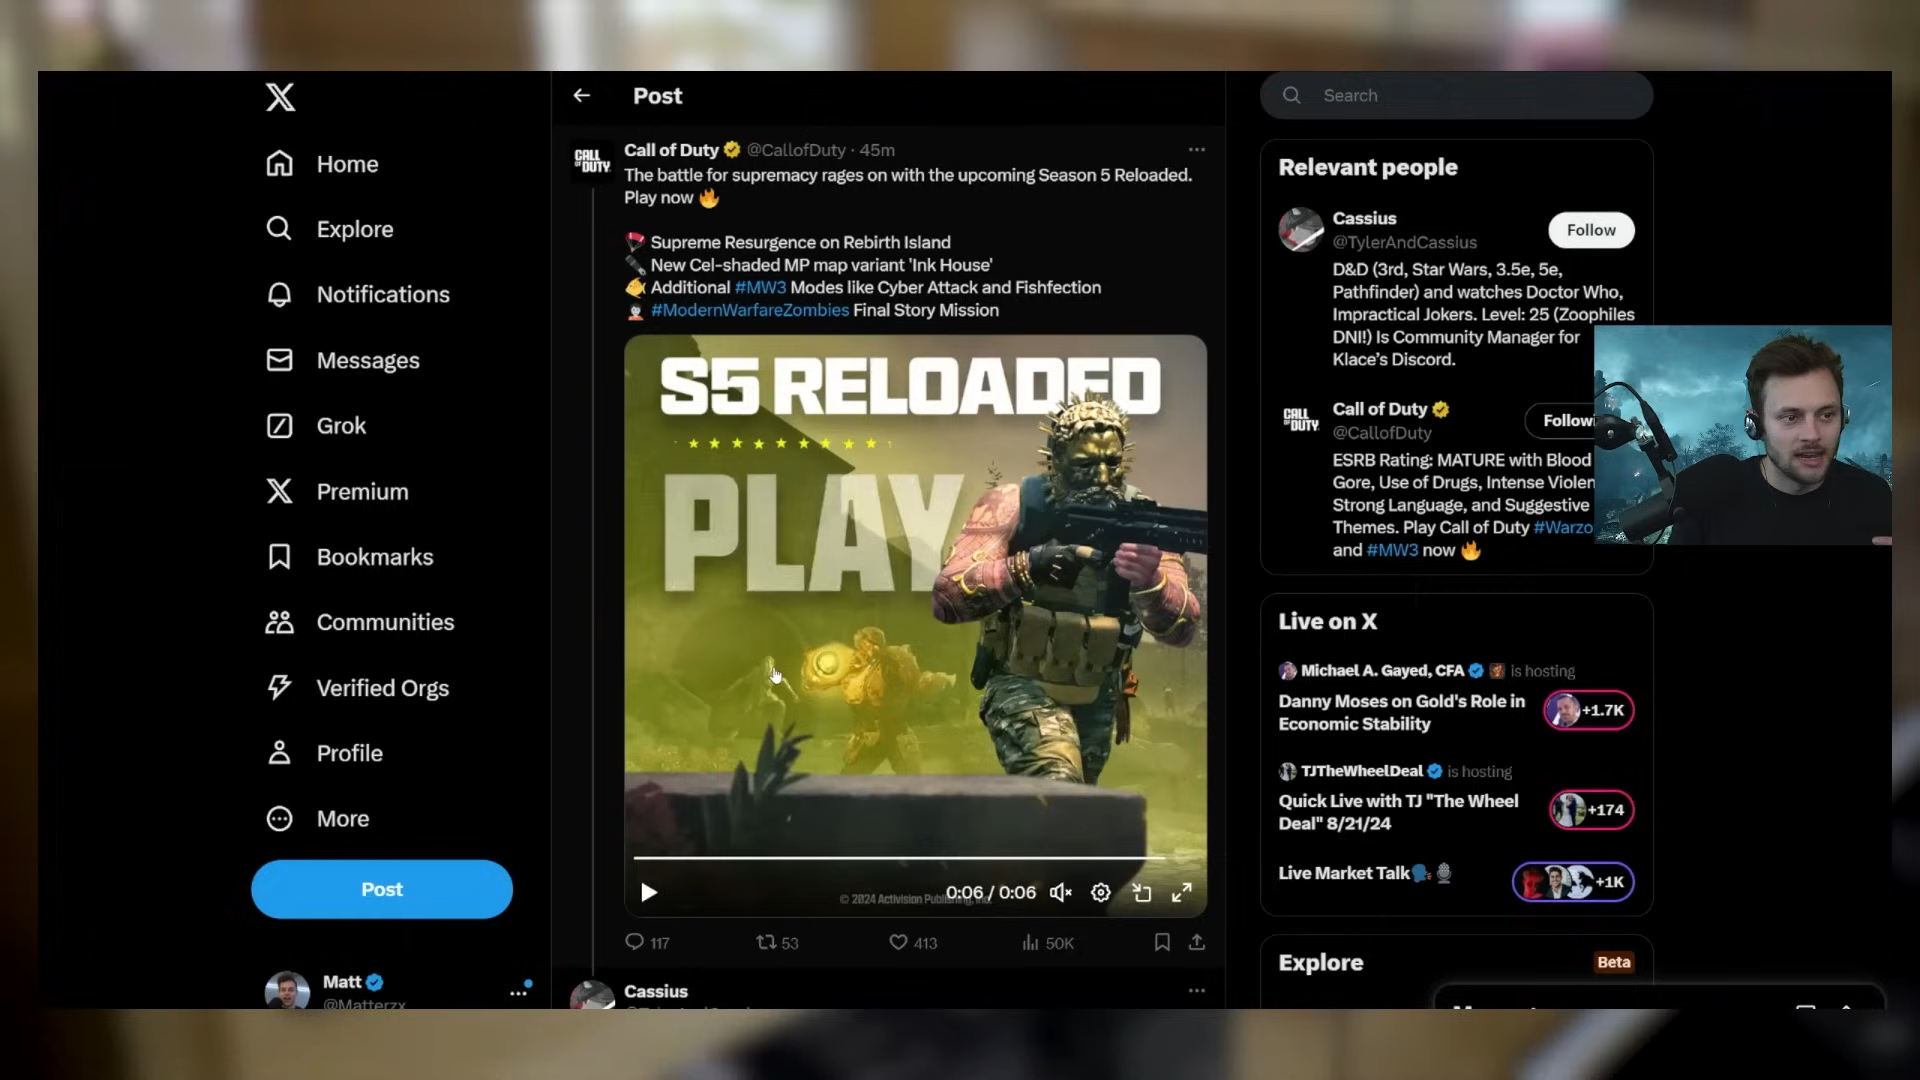 Post
Search
Home
Explore
Notifications
Messages
Grok
Premium
Bookmarks
Communities
Verified Orgs
Profile
More
Post
Matt
@Matterzx
CALL OF DUTY
Call of Duty @CallofDuty · 45m
The battle for supremacy rages on with the upcoming Season 5 Reloaded.
Play now 🔥
🪂 Supreme Resurgence on Rebirth Island
New Cel-shaded MP map variant 'Ink House'
🐠 Additional #MW3 Modes like Cyber Attack and Fishfection
#ModernWarfareZombies Final Story Mission
S5 RELOADED
PLAY
0:06 / 0:06
117
53
413
50K
Cassius
Relevant people
Cassius
@TylerAndCassius
Follow
D&D (3rd, Star Wars, 3.5e, 5e,
Pathfinder) and watches Doctor Who,
Impractical Jokers. Level: 25 (Zoophiles
DNI!) Is Community Manager for
Klace's Discord.
CALL OF DUTY
Call of Duty
@CallofDuty
Followi
ESRB Rating: MATURE with Blood
Gore, Use of Drugs, Intense Violen
Strong Language, and Suggestive
Themes. Play Call of Duty #Warzo
and #MW3 now 🔥
Live on X
Michael A. Gayed, CFA is hosting
Danny Moses on Gold's Role in
Economic Stability
+1.7K
TJTheWheelDeal is hosting
Quick Live with TJ "The Wheel
Deal" 8/21/24
+174
Live Market Talk🗣️🎙️
+1K
Explore
Beta